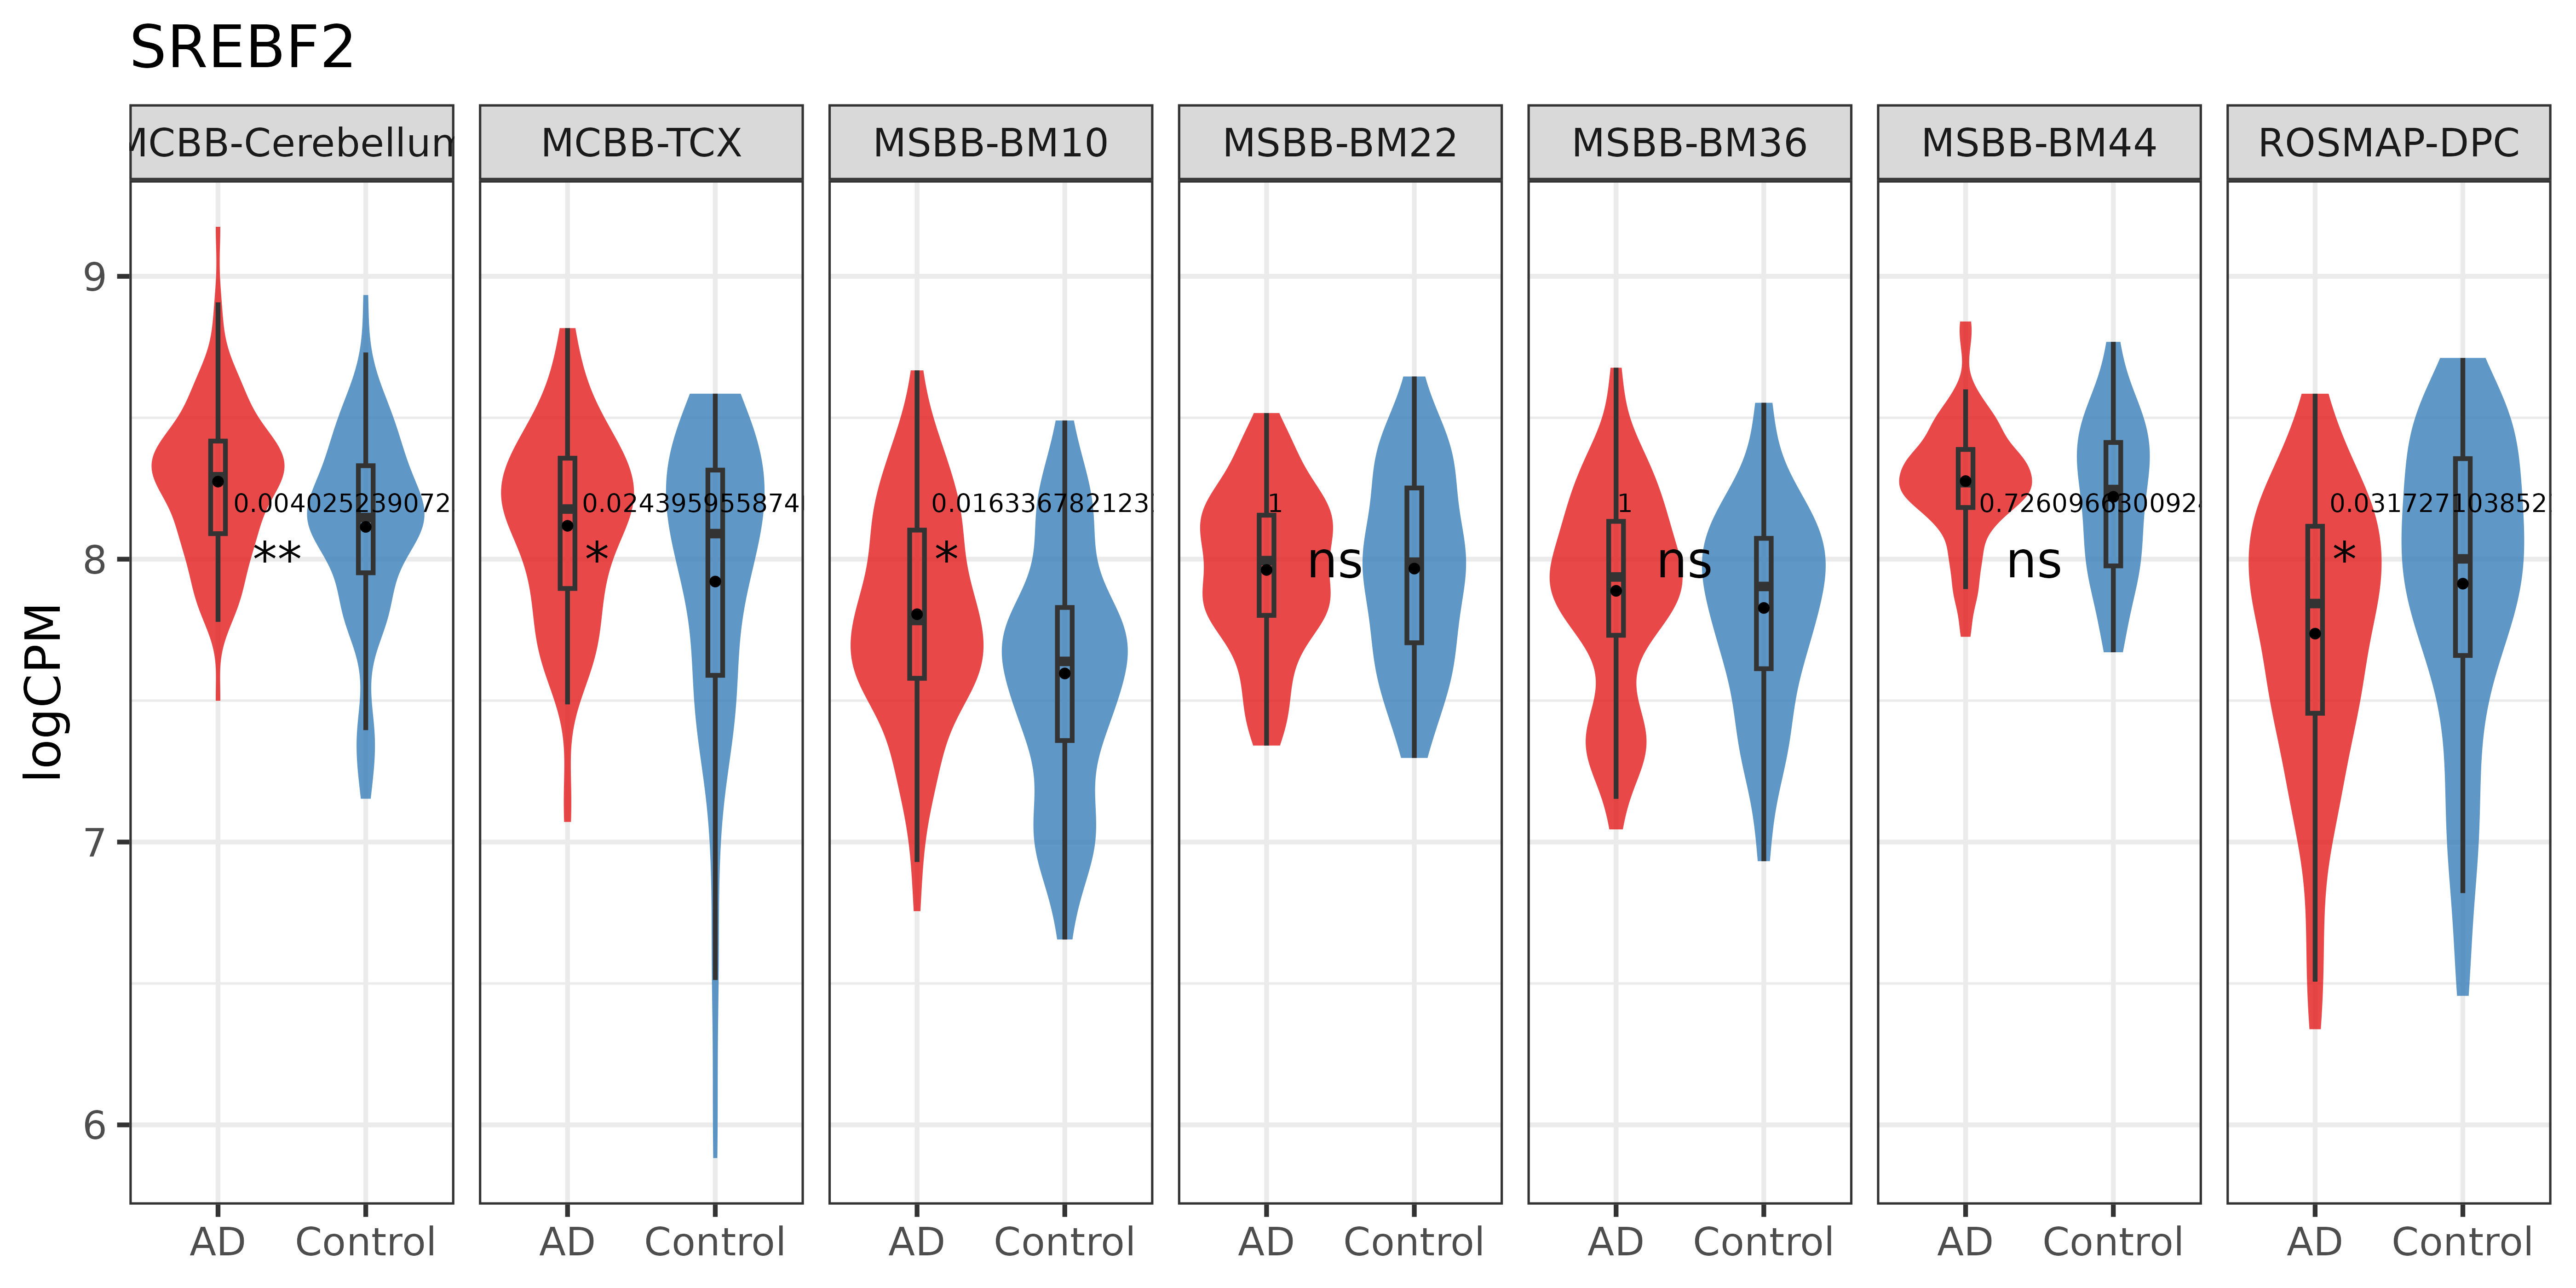 SREBF2
MCBB-Cerebellum MCBB-TCX MSBB-BM10 MSBB-BM22 MSBB-BM36 MSBB-BM44 ROSMAP-DPC
9
0.004025239072 0.024395955874 0.016336782123 1 1 0.726096630092 0.031727103852
8
** * * ns ns ns *
logCPM
7
6
AD Control AD Control AD Control AD Control AD Control AD Control AD Control